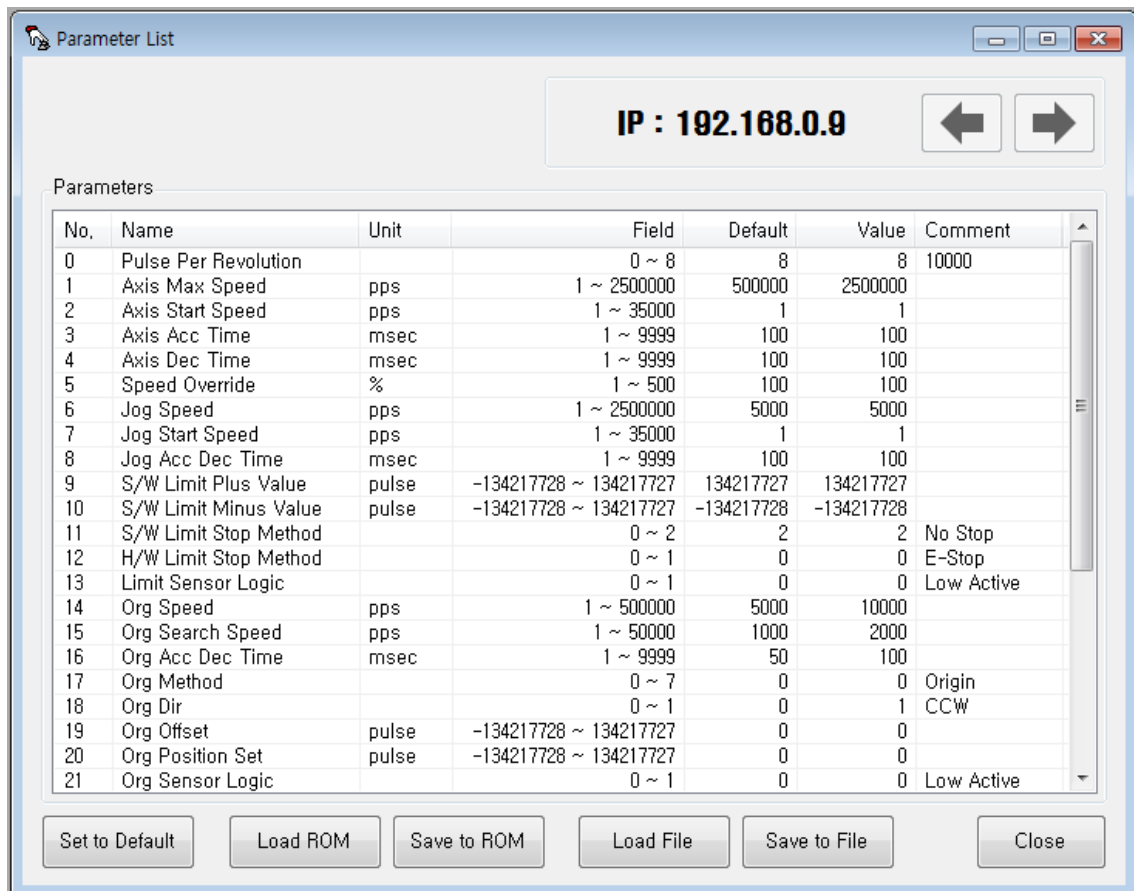 Parameter List
IP : 192.168.0.9
Parameters
No. Name Unit Field Default Value Comment
0 Pulse Per Revolution 0 ~ 8 8 8 10000
1 Axis Max Speed pps 1 ~ 2500000 500000 2500000
2 Axis Start Speed pps 1 ~ 35000 1 1
3 Axis Acc Time msec 1 ~ 9999 100 100
4 Axis Dec Time msec 1 ~ 9999 100 100
5 Speed Override % 1 ~ 500 100 100
6 Jog Speed pps 1 ~ 2500000 5000 5000
7 Jog Start Speed pps 1 ~ 35000 1 1
8 Jog Acc Dec Time msec 1 ~ 9999 100 100
9 S/W Limit Plus Value pulse -134217728 ~ 134217727 134217727 134217727
10 S/W Limit Minus Value pulse -134217728 ~ 134217727 -134217728 -134217728
11 S/W Limit Stop Method 0 ~ 2 2 2 No Stop
12 H/W Limit Stop Method 0 ~ 1 0 0 E-Stop
13 Limit Sensor Logic 0 ~ 1 0 0 Low Active
14 Org Speed pps 1 ~ 500000 5000 10000
15 Org Search Speed pps 1 ~ 50000 1000 2000
16 Org Acc Dec Time msec 1 ~ 9999 50 100
17 Org Method 0 ~ 7 0 0 Origin
18 Org Dir 0 ~ 1 0 1 CCW
19 Org Offset pulse -134217728 ~ 134217727 0 0
20 Org Position Set pulse -134217728 ~ 134217727 0 0
21 Org Sensor Logic 0 ~ 1 0 0 Low Active
Set to Default Load ROM Save to ROM Load File Save to File Close